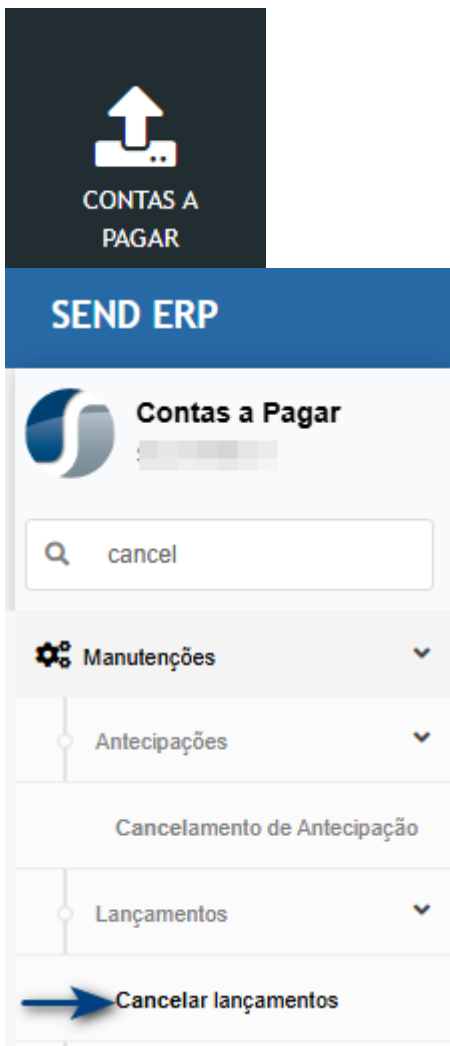 CONTAS A
PAGAR
SEND ERP
Contas a Pagar
cancel
Manutenções
Antecipações
Cancelamento de Antecipação
Lançamentos
Cancelar lançamentos